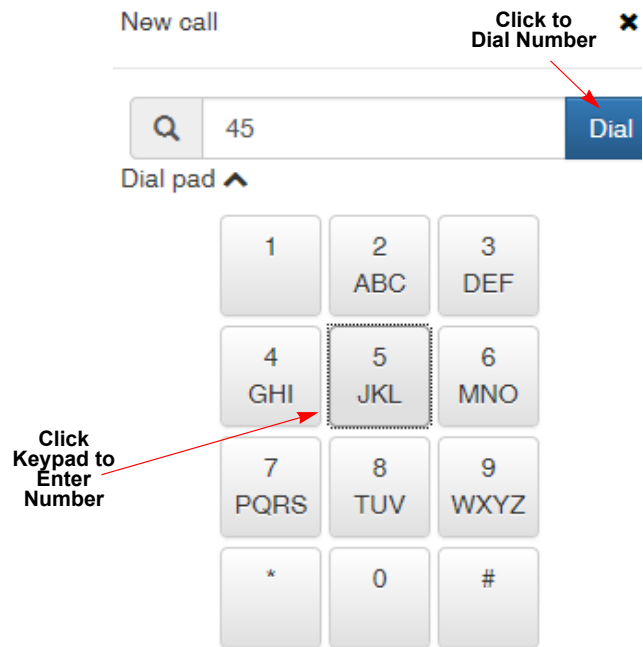 New call
Click to
Dial Number
✖
45
Dial
Dial pad
1
2
ABC
3
DEF
4
GHI
5
JKL
6
MNO
Click
Keypad to
Enter
Number
7
PQRS
8
TUV
9
WXYZ
*
0
#